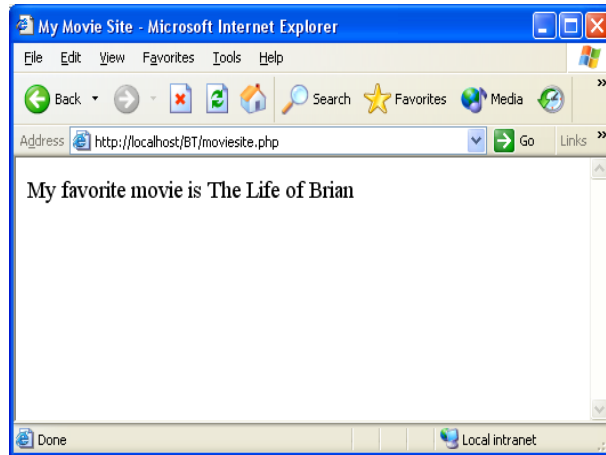 My Movie Site - Microsoft Internet Explorer
File Edit View Favorites Tools Help
Back Search Favorites Media »
Address http://localhost/BT/moviesite.php Go Links »
My favorite movie is The Life of Brian
Done Local intranet